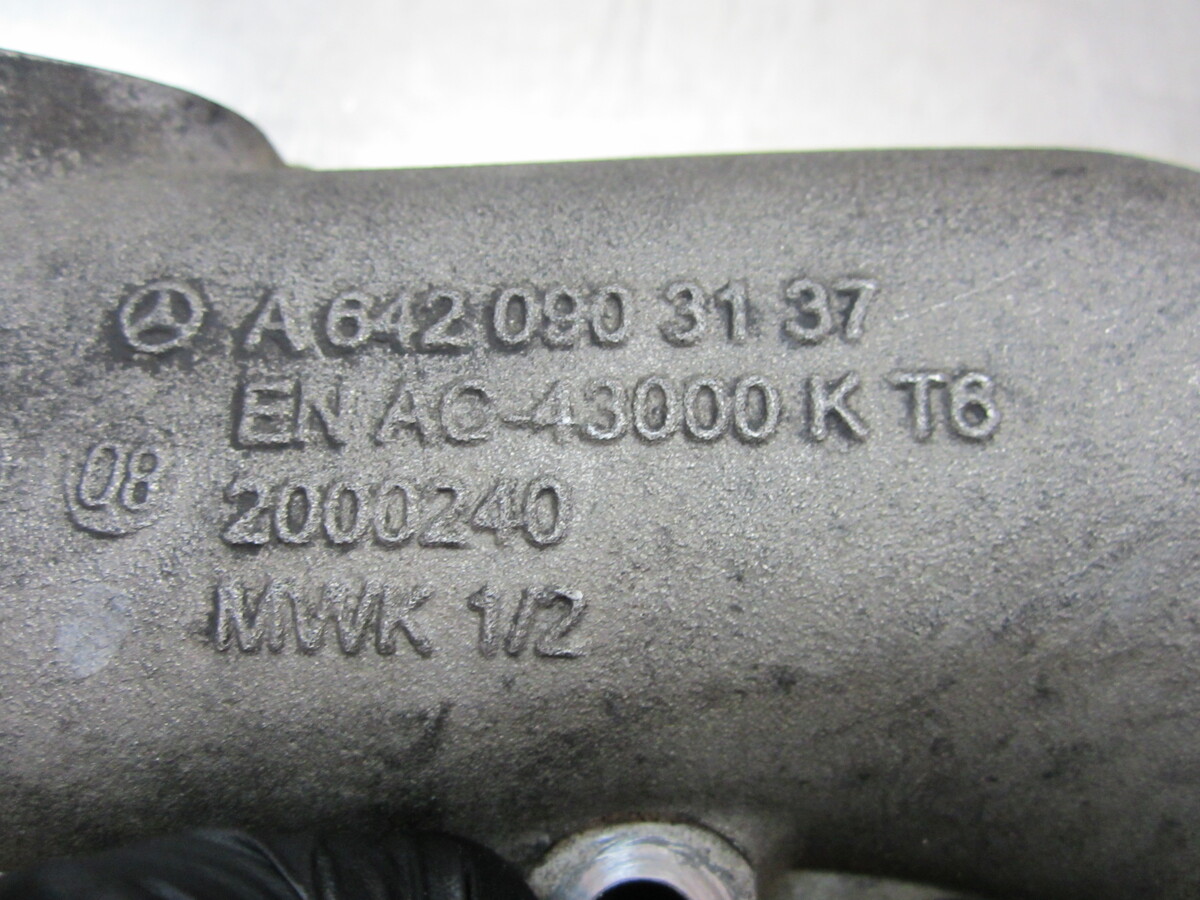 A 642 090 31 37
EN AC-43000 K T6
08
2000240
MWK 1/2